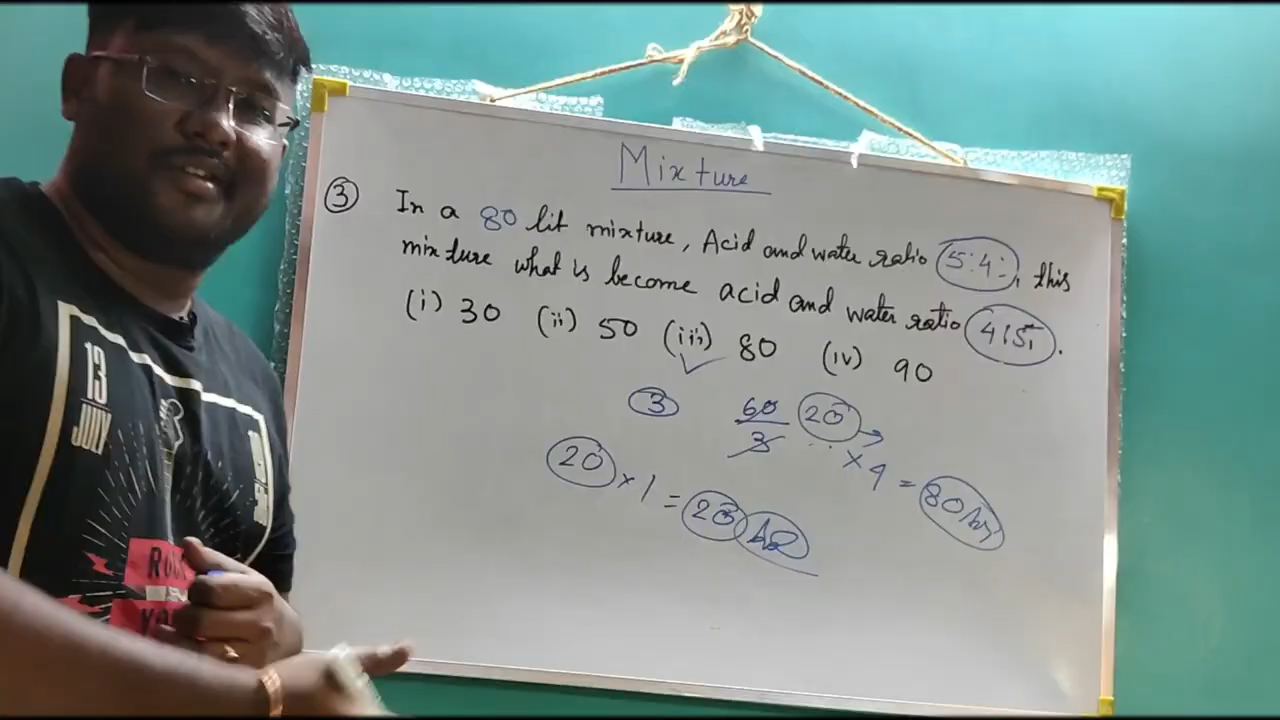 Mixture
③ In a 80 lit mixture, Acid and water ratio 5:4:, this
mixture what is become acid and water ratio 4:5,.
(i) 30 (ii) 50 (iii) 80 (iv) 90
3 60 20 →
3 × 4 = 80
20 × 1 = 20
13
JULY